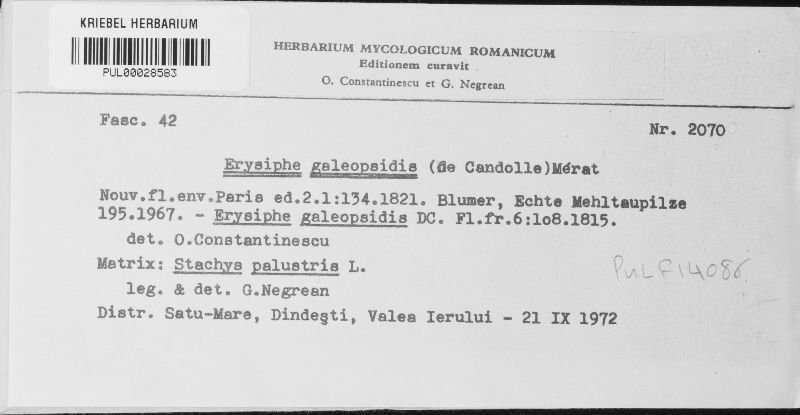 KRIEBEL HERBARIUM
PUL00028583
HERBARIUM MYCOLOGICUM ROMANICUM
Editionem curavit
O. Constantinescu et G. Negrean
Fasc. 42
Nr. 2070
Erysiphe galeopsidis (de Candolle)Mérat
Nouv.fl.env.Paris ed.2.1:134.1821. Blumer, Echte Mehltaupilze
195.1967. - Erysiphe galeopsidis DC. Fl.fr.6:1o8.1815.
det. O.Constantinescu
Matrix: Stachys palustris L.
PULF14086
leg. & det. G.Negrean
Distr. Satu-Mare, Dindeşti, Valea Ierului - 21 IX 1972